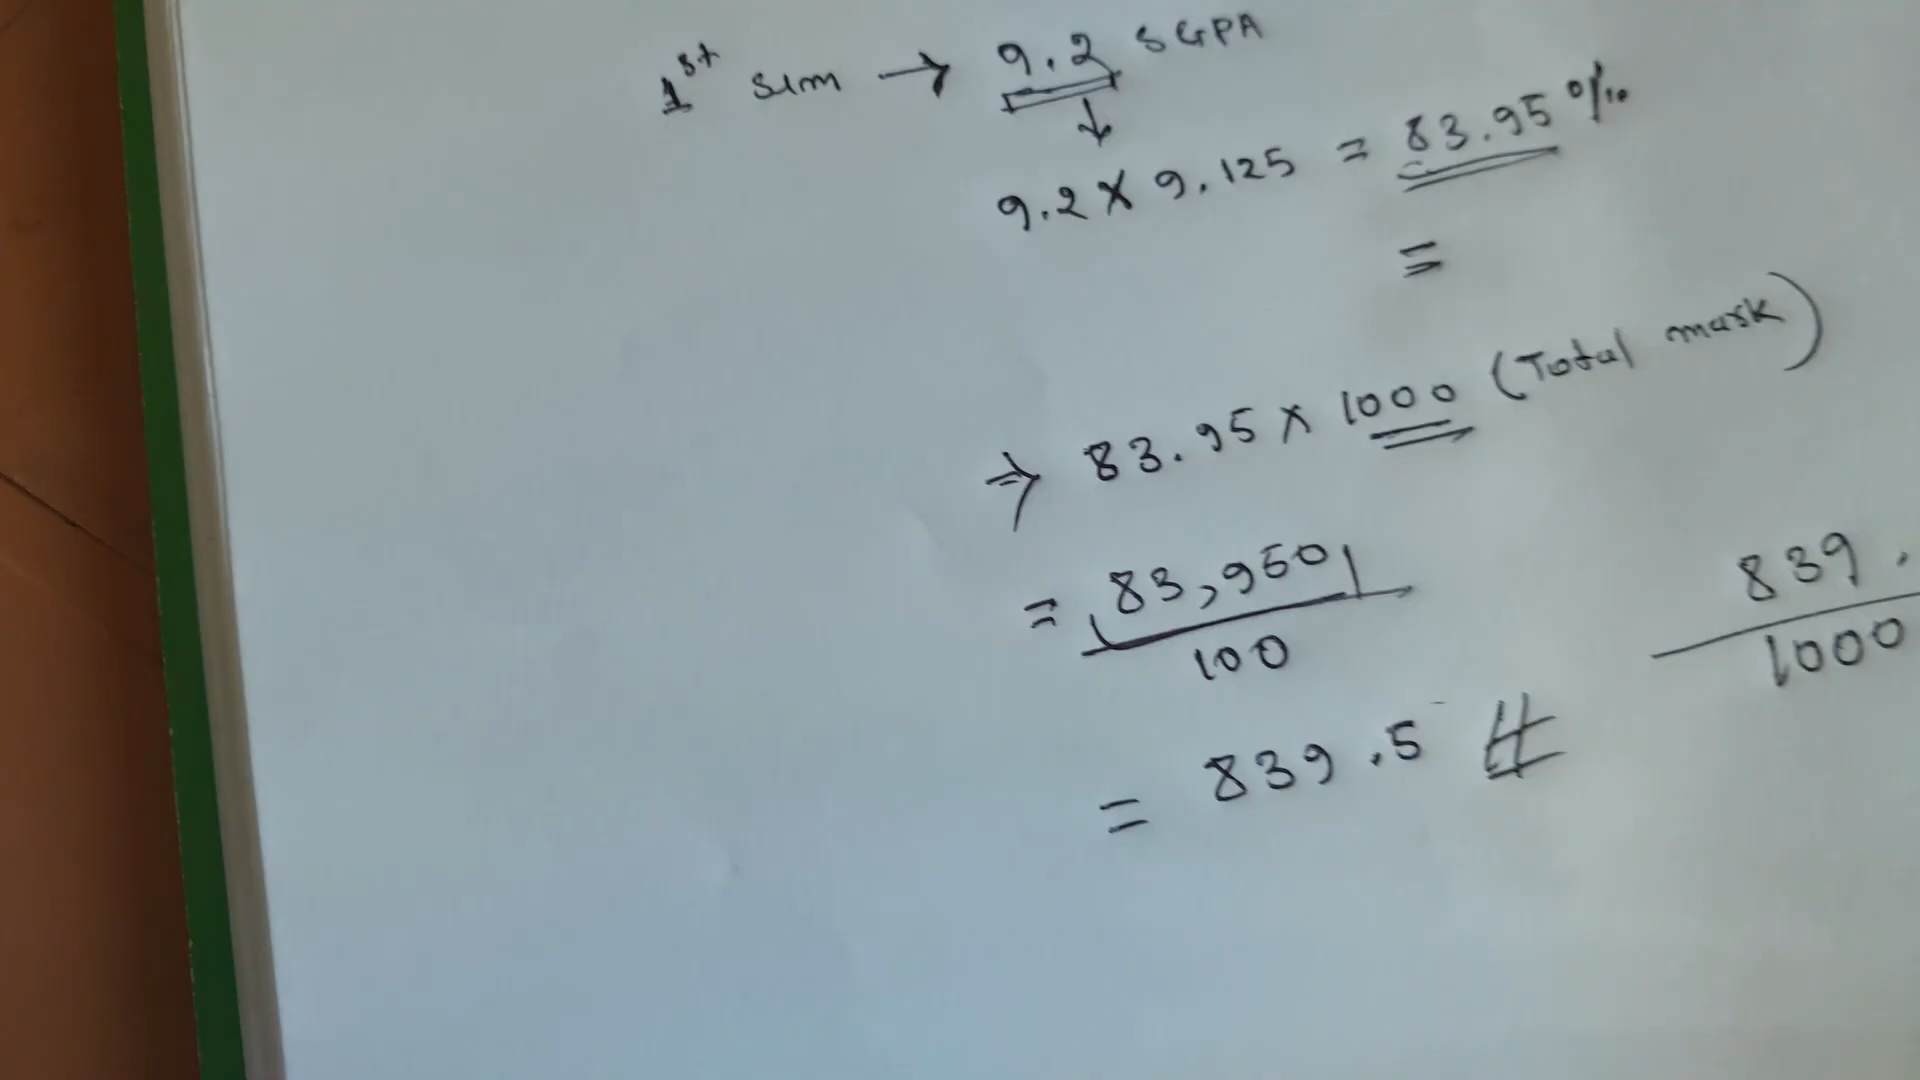 1st sem → 9.2 SGPA
↓
9.2 X 9.125 = 83.95 %
=
⇒ 83.95 X 1000 (Total mark)
= 83,950
100
839.
1000
= 839.5 #